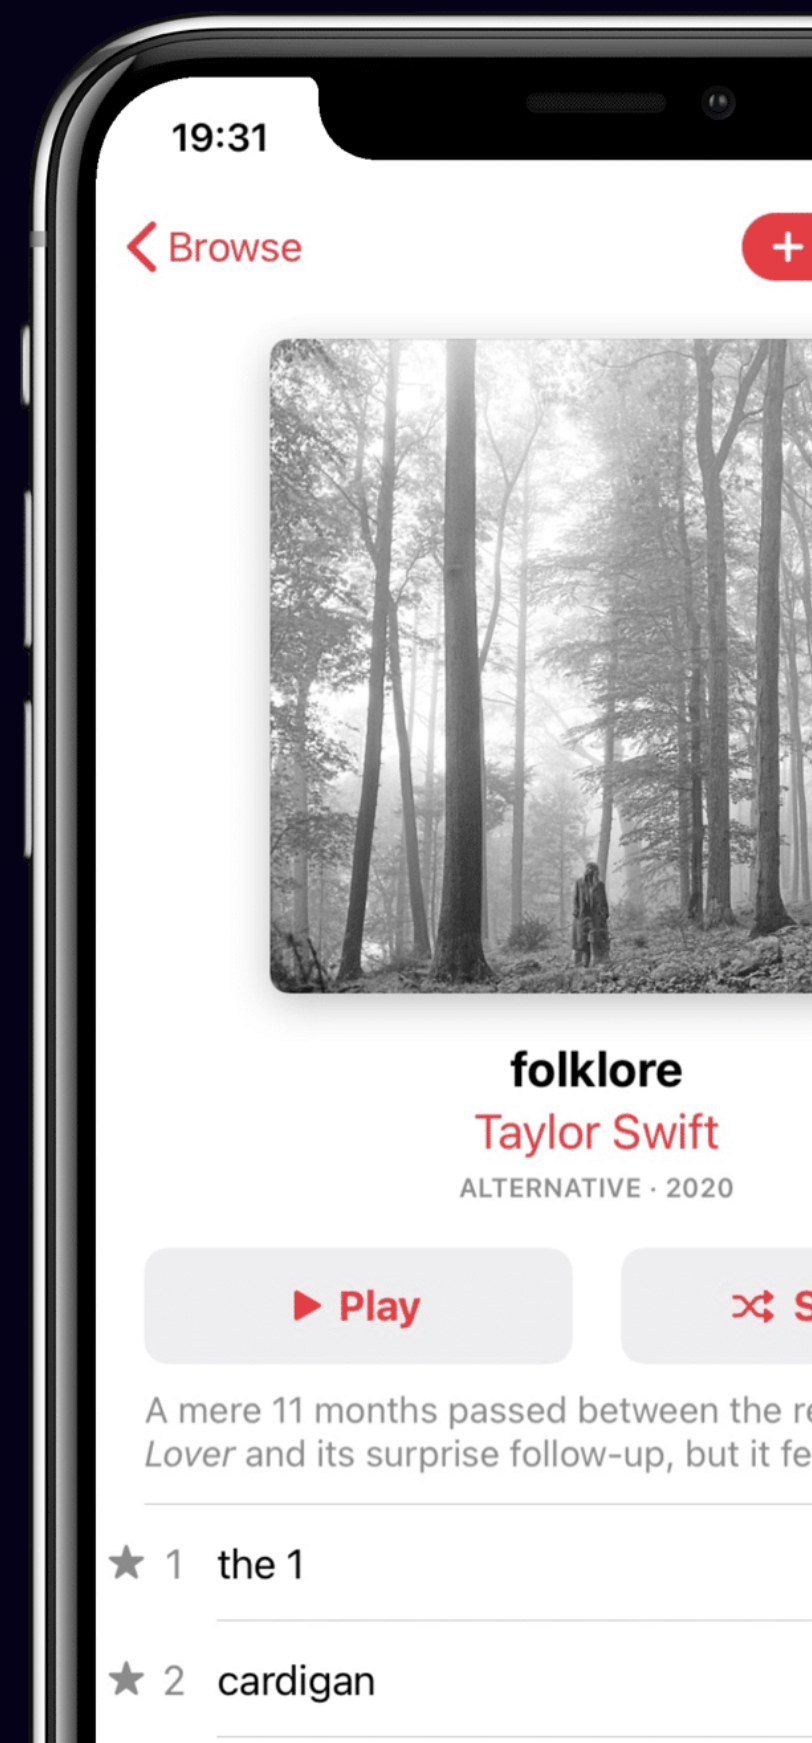 19:31
Browse
folklore
Taylor Swift
ALTERNATIVE · 2020
Play
A mere 11 months passed between the
Lover and its surprise follow-up, but it
1 the 1
2 cardigan